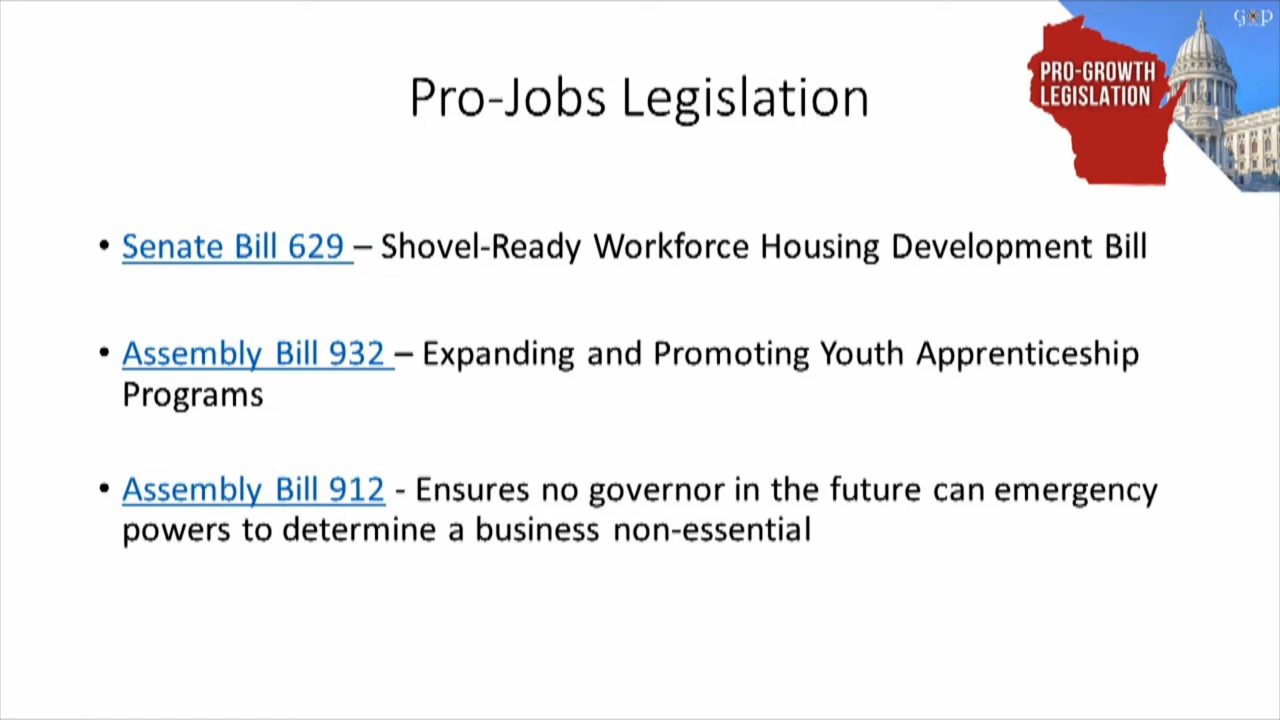 GOP
PRO-GROWTH
LEGISLATION
Pro-Jobs Legislation
• Senate Bill 629 – Shovel-Ready Workforce Housing Development Bill
• Assembly Bill 932 – Expanding and Promoting Youth Apprenticeship
Programs
• Assembly Bill 912 - Ensures no governor in the future can emergency
powers to determine a business non-essential